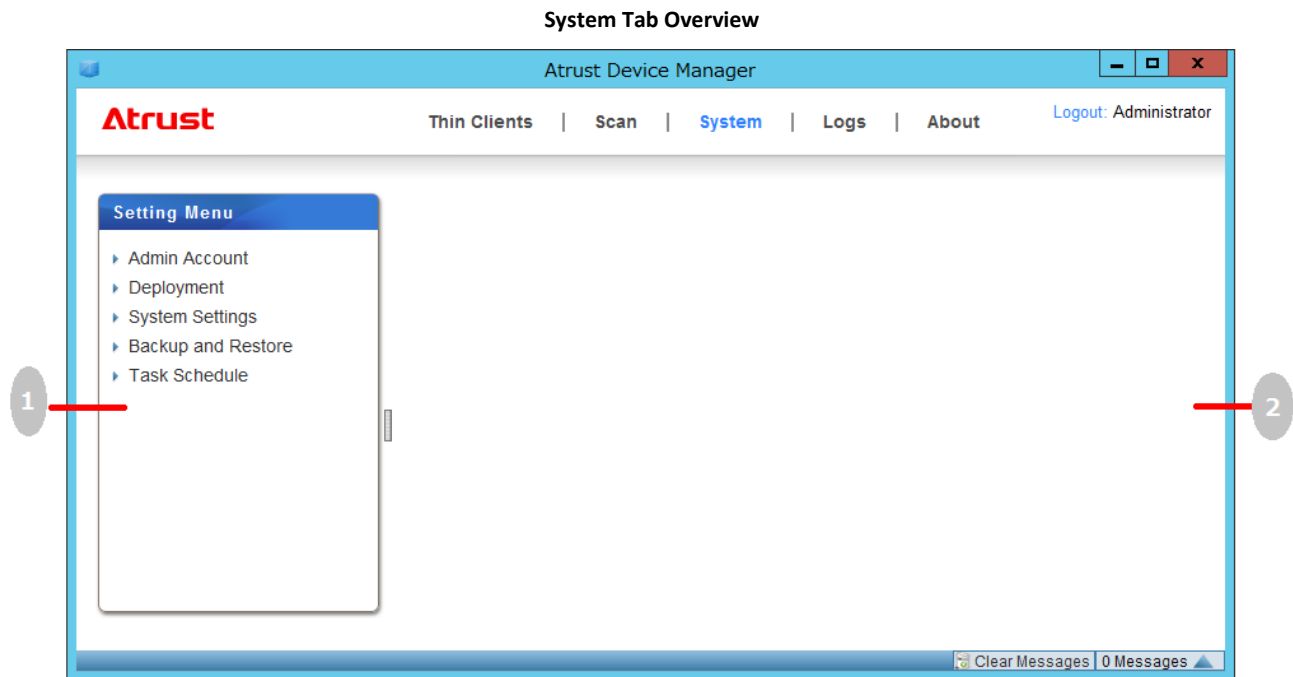 System Tab Overview
Atrust Device Manager
Atrust
Thin Clients | Scan | System | Logs | About
Logout: Administrator
Setting Menu
Admin Account
Deployment
System Settings
Backup and Restore
Task Schedule
1
2
Clear Messages
0 Messages